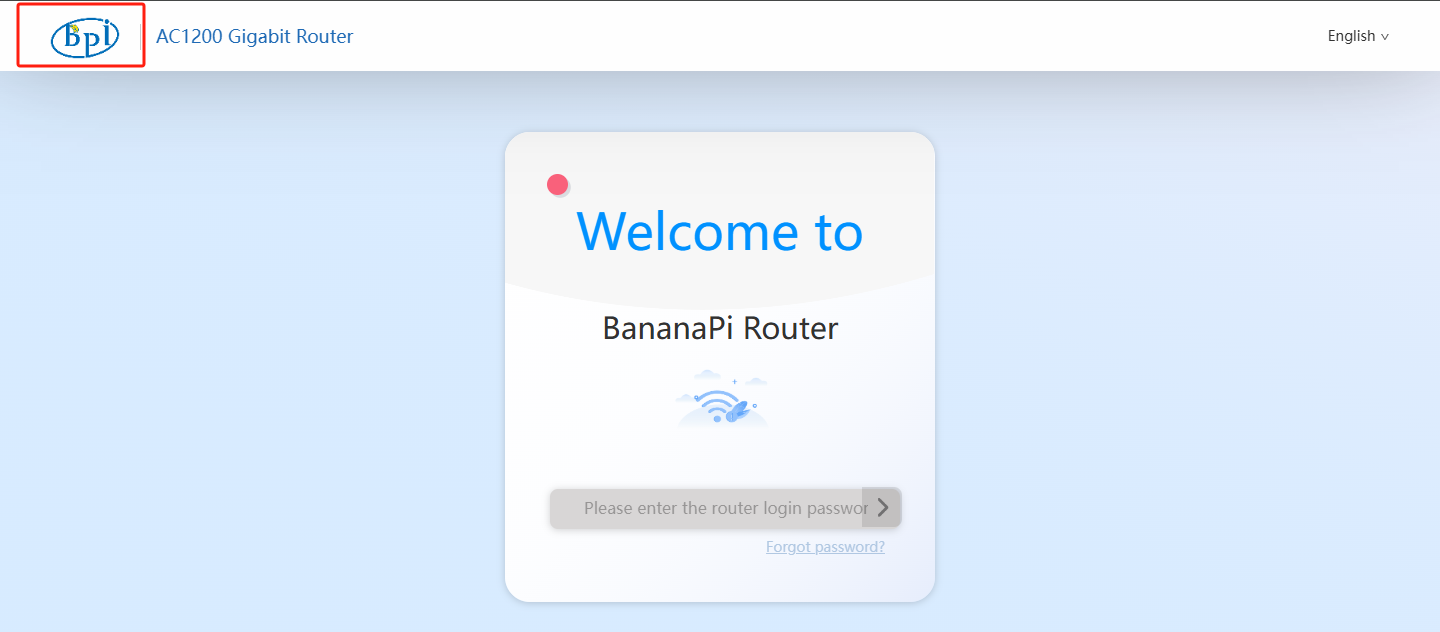 Bpi
AC1200 Gigabit Router
English
Welcome to
BananaPi Router
Please enter the router login passwor
Forgot password?